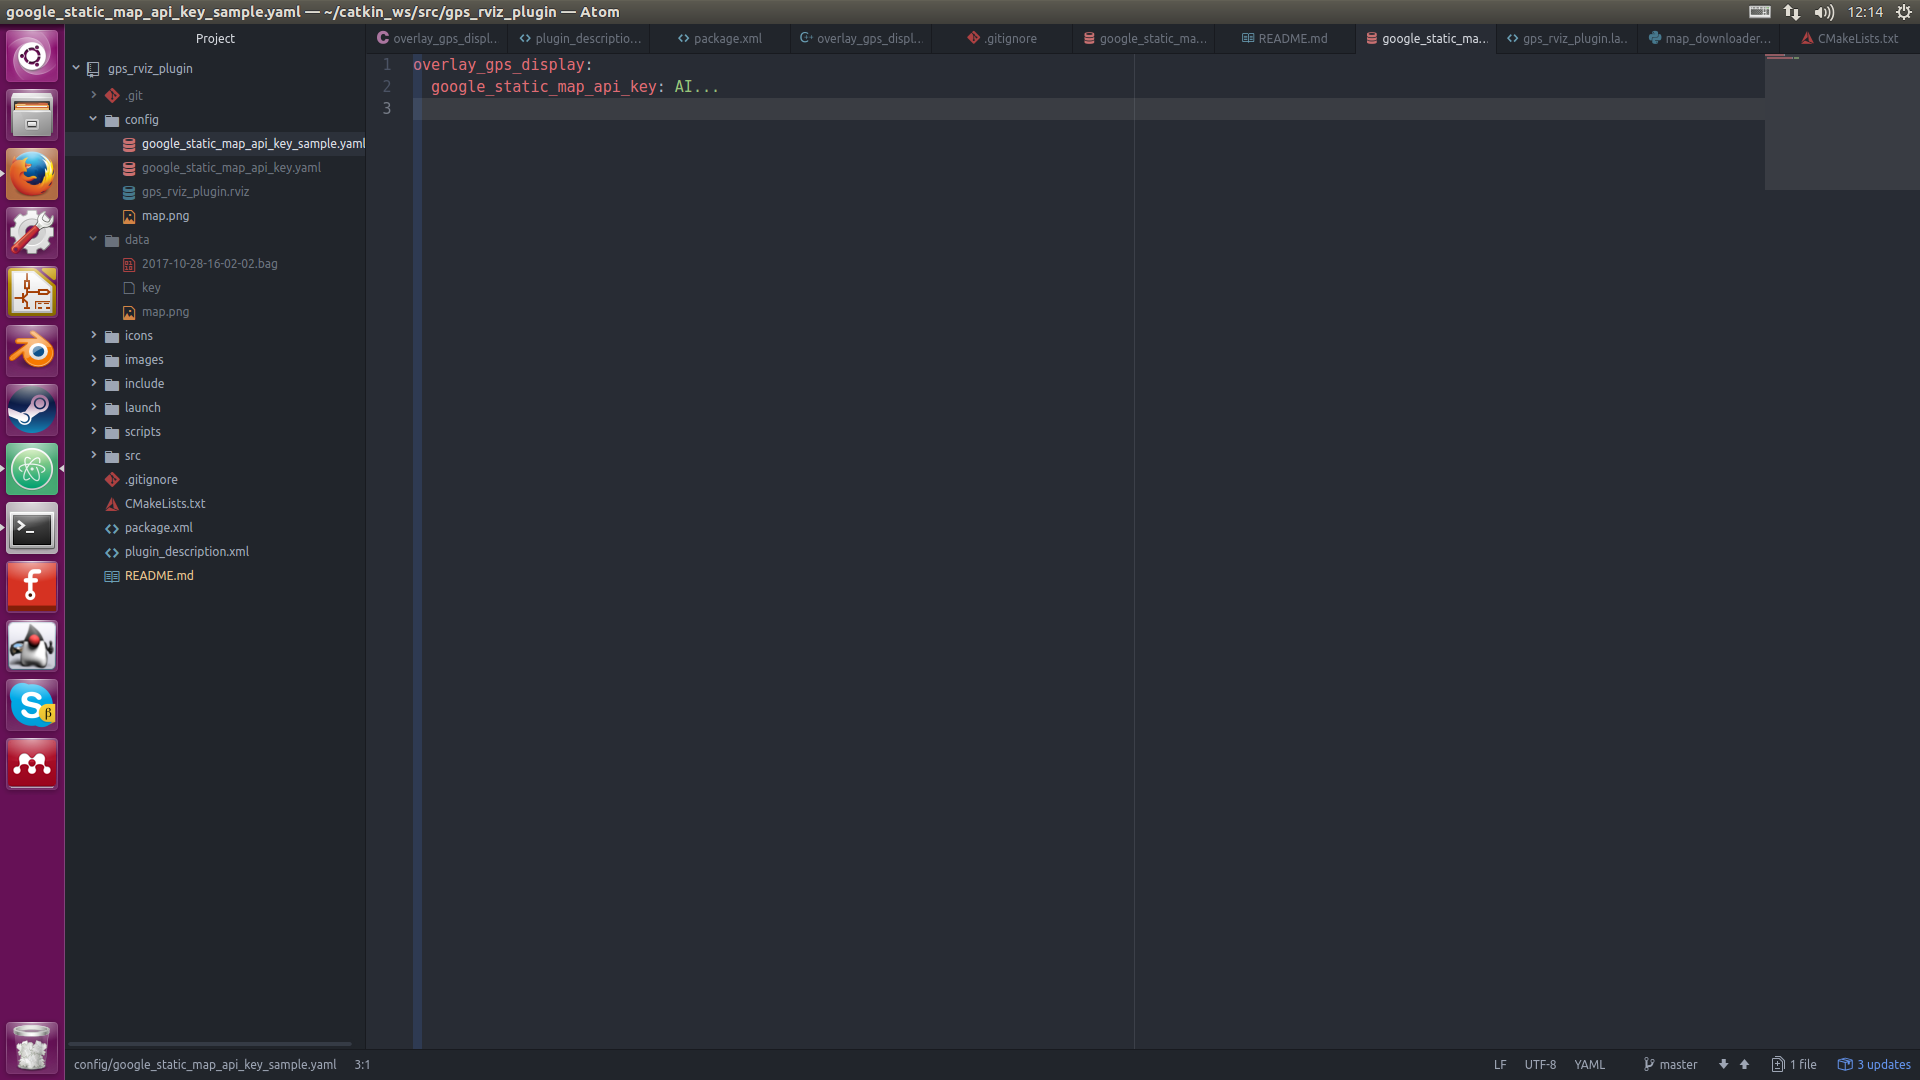 google_static_map_api_key_sample.yaml — ~/catkin_ws/src/gps_rviz_plugin — Atom
12:14
Project
overlay_gps_displ...
plugin_descriptio...
package.xml
overlay_gps_displ...
.gitignore
google_static_ma...
README.md
google_static_ma...
gps_rviz_plugin.la...
map_downloader...
CMakeLists.txt
gps_rviz_plugin
.git
config
google_static_map_api_key_sample.yaml
google_static_map_api_key.yaml
gps_rviz_plugin.rviz
map.png
data
2017-10-28-16-02-02.bag
key
map.png
icons
images
include
launch
scripts
src
.gitignore
CMakeLists.txt
package.xml
plugin_description.xml
README.md
1 overlay_gps_display:
2 google_static_map_api_key: AI...
3
config/google_static_map_api_key_sample.yaml 3:1
LF UTF-8 YAML master 1 file 3 updates